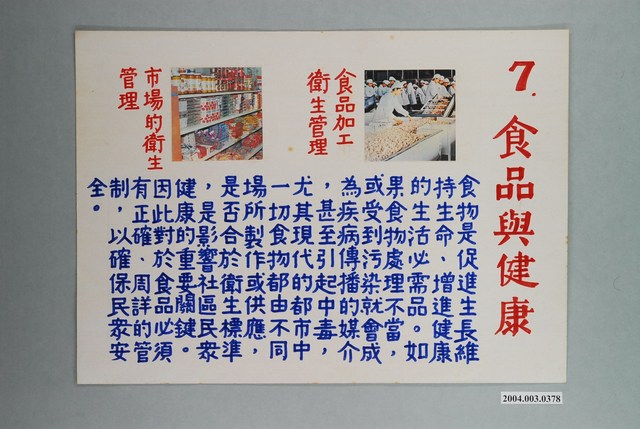 7.食品與健康
食品加工
衛生管理
市場的衛生
管理
食物是促進生長維
持生命、增進健康
的生活必需品。如
果食物處理不當，
或受到污染就會成
為疾病傳播的媒介
，甚至引起中毒，
尤其現代的都市中
一切食物都由不同
場所製作或供應，
是否合於衛生標準
，是影響社區民衆
健康的重要關鍵。
因此對於食品必須
有正確、周詳的管
制，以確保民衆安
全。
2004.003.0378